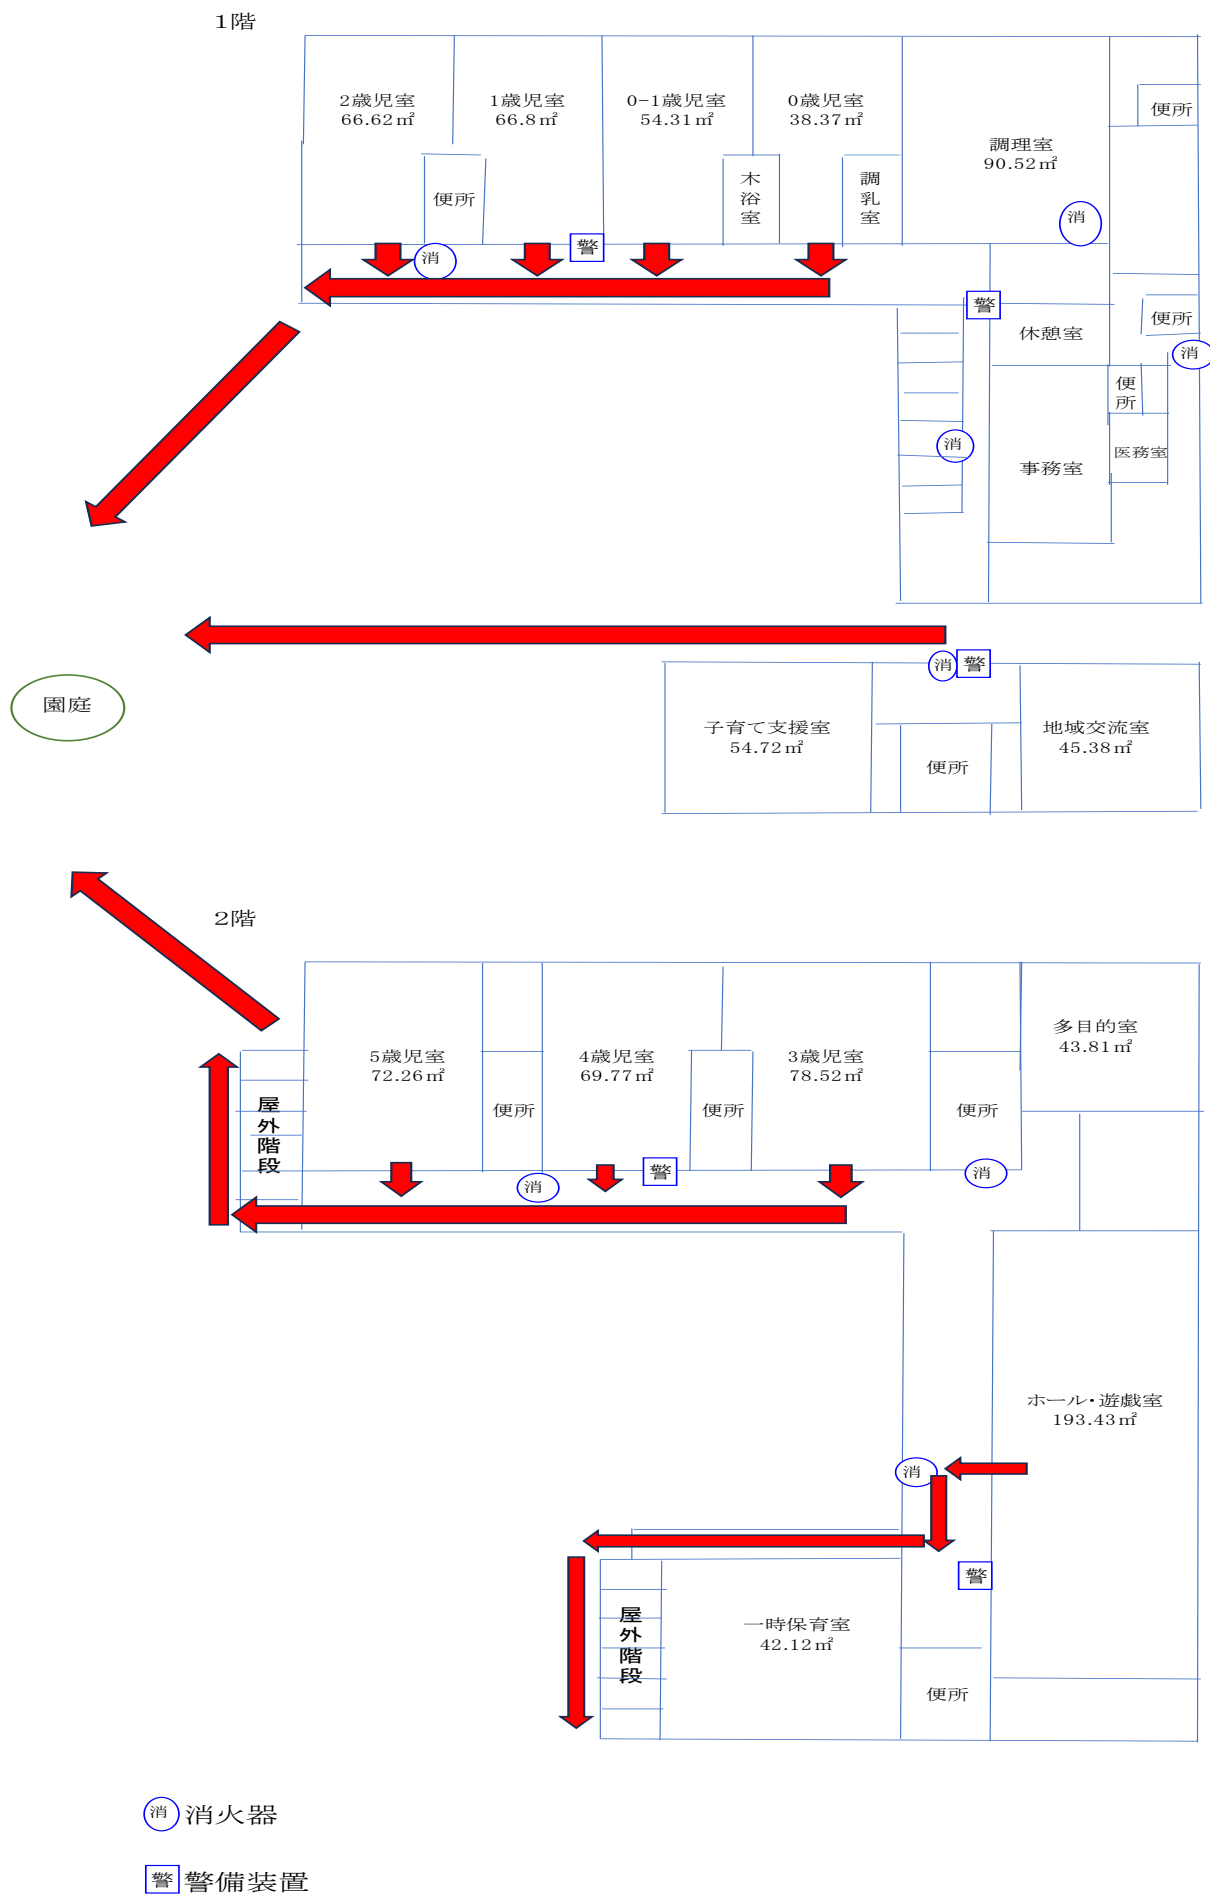 1階
2歳児室
66.62㎡
1歳児室
66.8㎡
0-1歳児室
54.31㎡
0歳児室
38.37㎡
調理室
90.52㎡
便所
便所
木浴室
調乳室
消
消
警
警
休憩室
便所
消
便所
消
事務室
医務室
消
警
園庭
子育て支援室
54.72㎡
便所
地域交流室
45.38㎡
2階
5歳児室
72.26㎡
便所
4歳児室
69.77㎡
便所
3歳児室
78.52㎡
便所
多目的室
43.81㎡
屋外階段
消
警
消
ホール・遊戯室
193.43㎡
消
警
屋外階段
一時保育室
42.12㎡
便所
消 消火器
警 警備装置